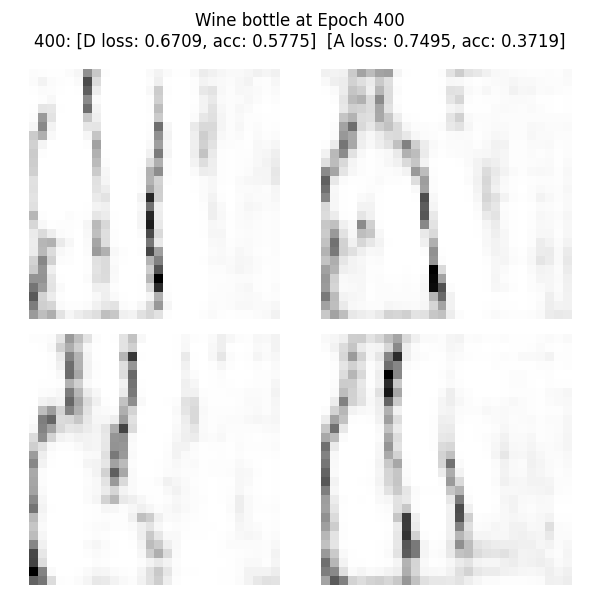 Wine bottle at Epoch 400
400: [D loss: 0.6709, acc: 0.5775]  [A loss: 0.7495, acc: 0.3719]